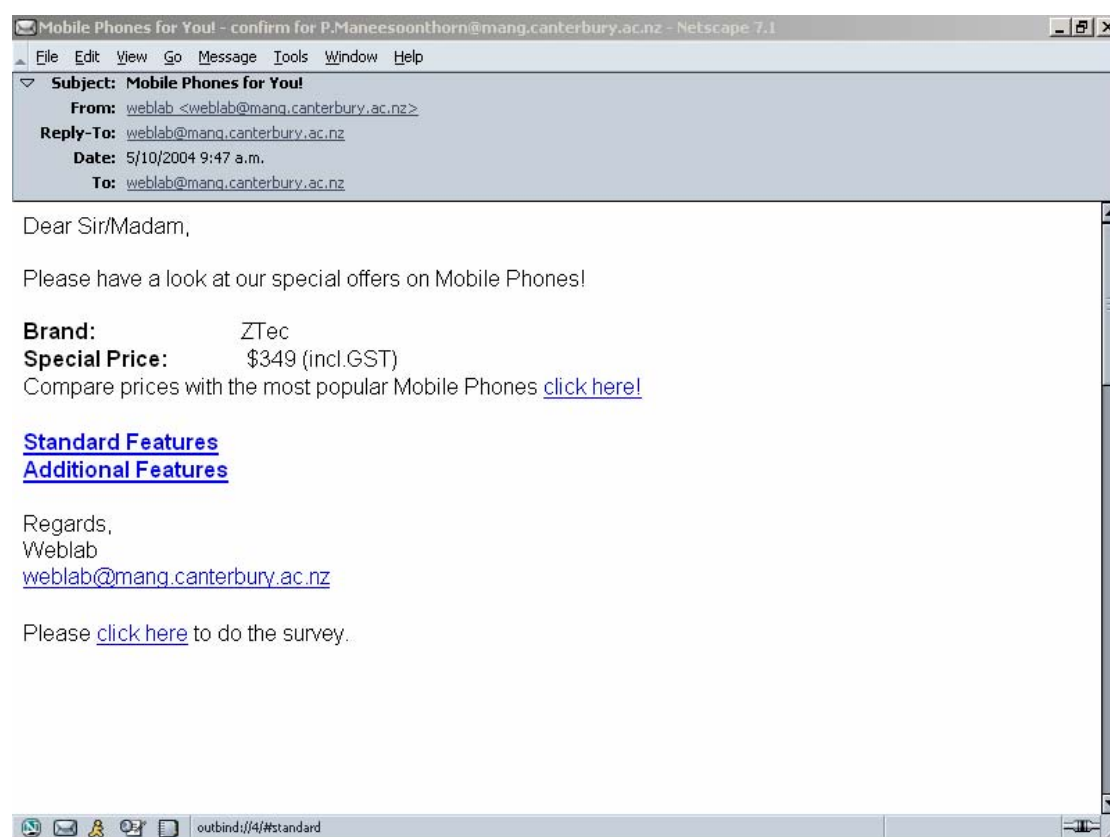 Mobile Phones for You! - confirm for P.Maneesoonthorn@mang.canterbury.ac.nz - Netscape 7.1
File Edit View Go Message Tools Window Help
Subject: Mobile Phones for You!
From: weblab <weblab@mang.canterbury.ac.nz>
Reply-To: weblab@mang.canterbury.ac.nz
Date: 5/10/2004 9:47 a.m.
To: weblab@mang.canterbury.ac.nz
Dear Sir/Madam,
Please have a look at our special offers on Mobile Phones!
Brand: ZTec
Special Price: $349 (incl.GST)
Compare prices with the most popular Mobile Phones click here!
Standard Features
Additional Features
Regards,
Weblab
weblab@mang.canterbury.ac.nz
Please click here to do the survey.
outbind://4/#standard